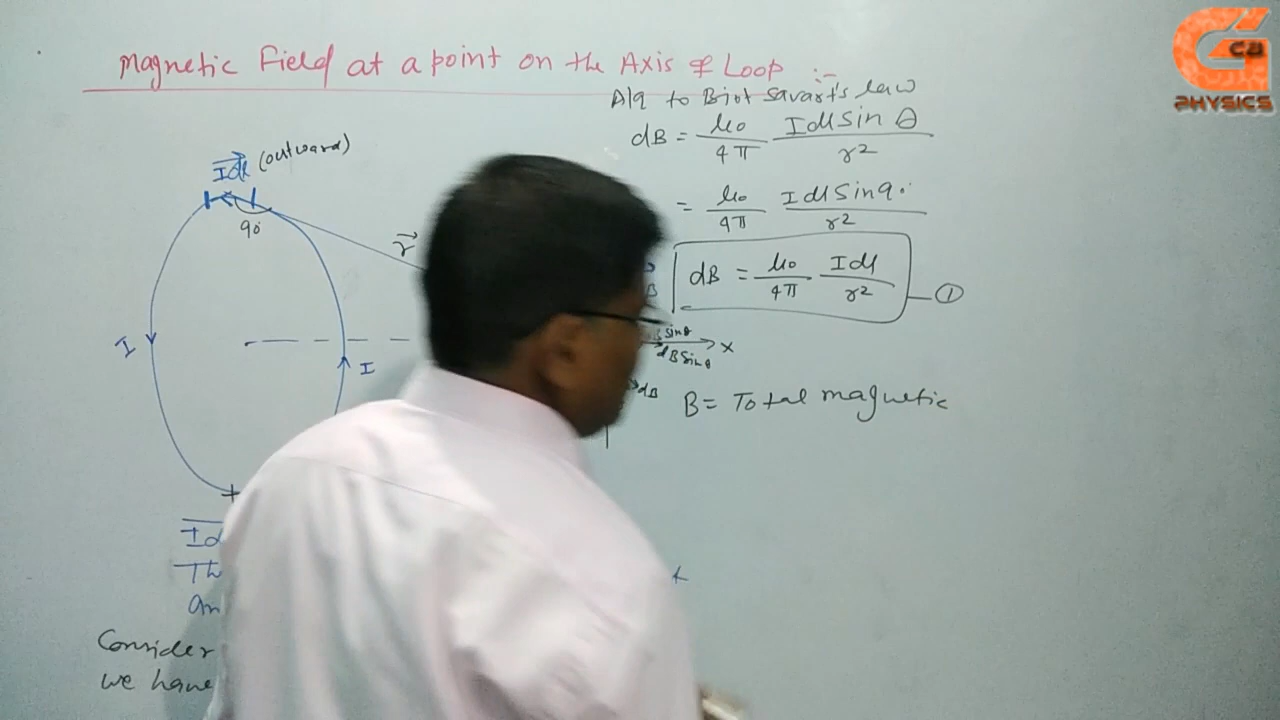 Magnetic Field at a point on the Axis of Loop :-
A/q to Biot Savart's law
dB = μ0/4π Idl Sin θ/r2
= μ0/4π Idl Sin 90/r2
dB = μ0/4π Idl/r2 — ①
Idl (outward)
90
r
I
I
dB Sinθ
X
dB
B = Total magnetic
Consider
we have
G
CB
PHYSICS